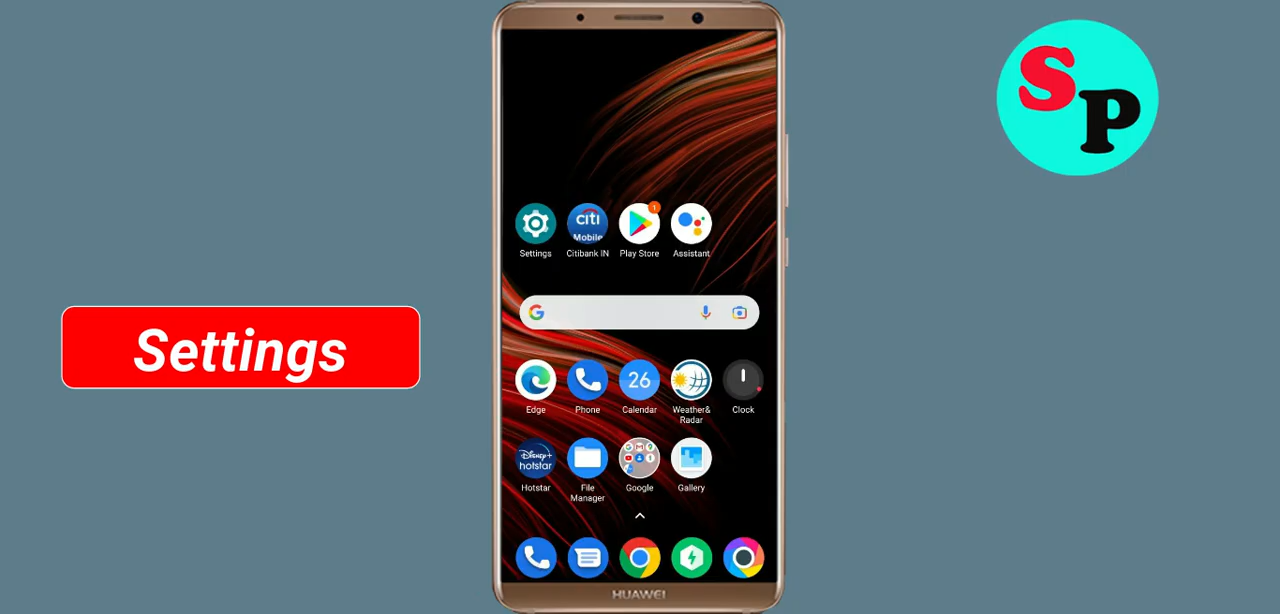 S
P
1
citi
Mobile
Settings
Citibank IN
Play Store
Assistant
G
Settings
26
Edge
Phone
Calendar
Weather&
Radar
Clock
Disney+
hotstar
Hotstar
File
Manager
Google
Gallery
HUAWEI